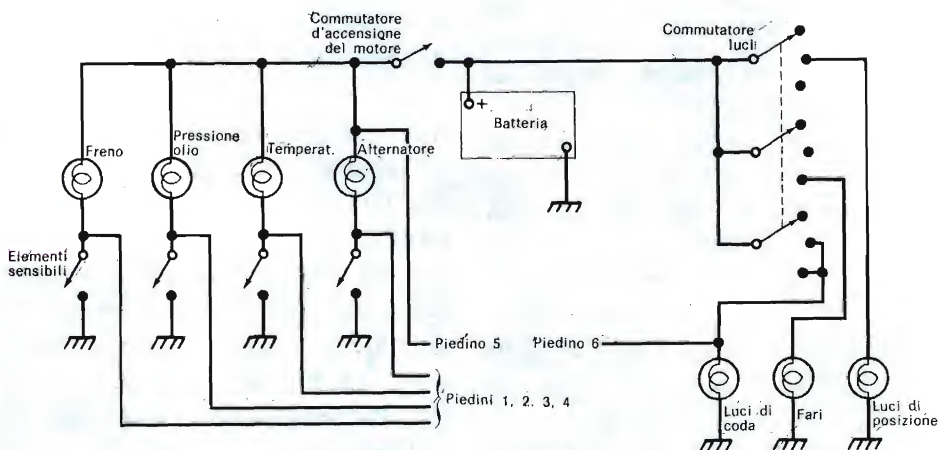 Commutatore
d'accensione
del motore
Commutatore
luci
+
Batteria
Freno
Pressione
olio
Temperat.
Alternatore
Elementi
sensibili
Piedino 5
Piedino 6
Piedini 1, 2. 3, 4
Luci di
coda
Fari
Luci di
posizione